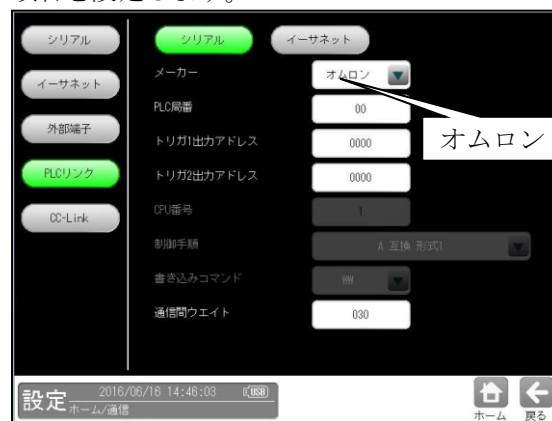 項目を設定します。
シリアル
イーサネット
外部端子
PLCリンク
CC-Link
シリアル イーサネット
メーカー オムロン
PLC局番 00
トリガ1出力アドレス 0000
トリガ2出力アドレス 0000
CPU番号 1
制御手順 A 互換 形式1
書き込みコマンド WW
通信間ウエイト 030
オムロン
設定 2016/06/16 14:46:03 USB
ホーム/通信
ホーム 戻る